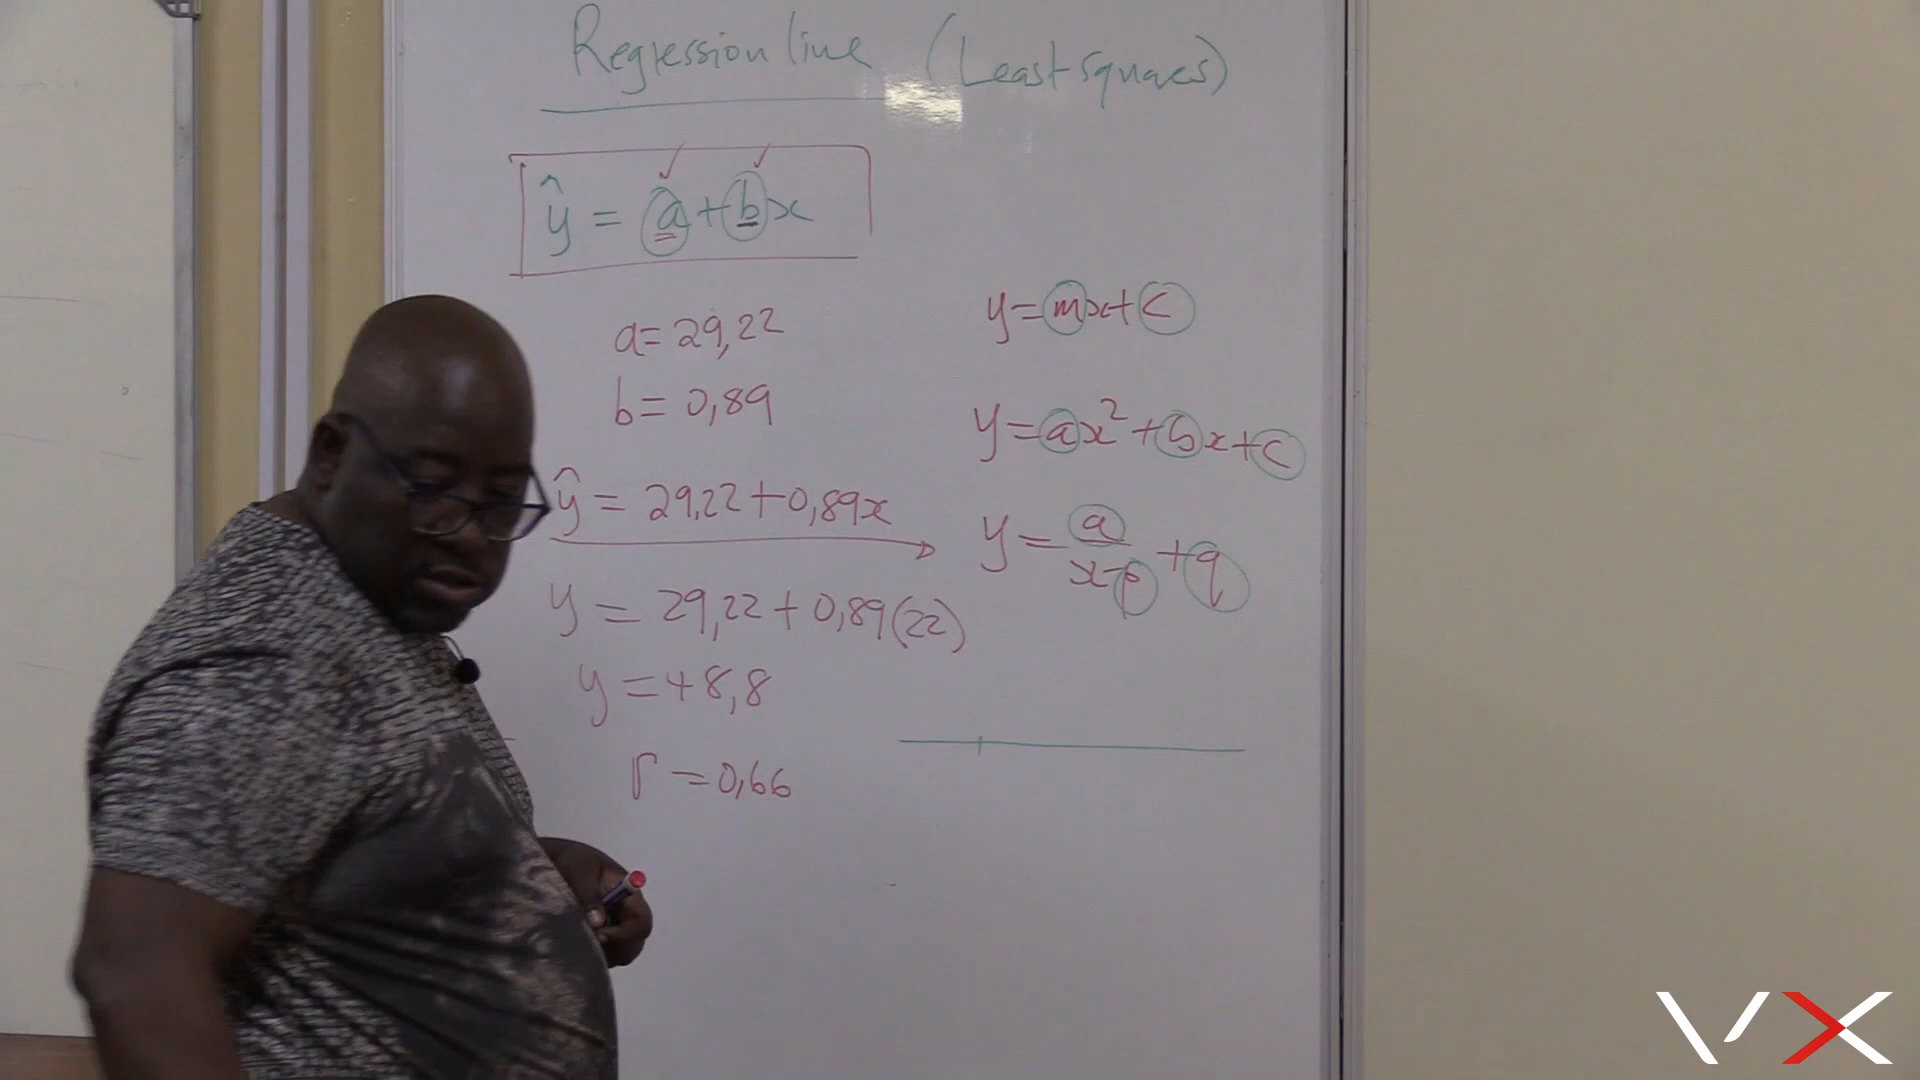 Regression line (Least squares)
ŷ = a + bx
a = 29,22
b = 0,89
ŷ = 29,22 + 0,89x
y = 29,22 + 0,89(22)
y = 48,8
r = 0,66
y = mx + c
y = ax² + bx + c
y = a/(x-p) + q
VX